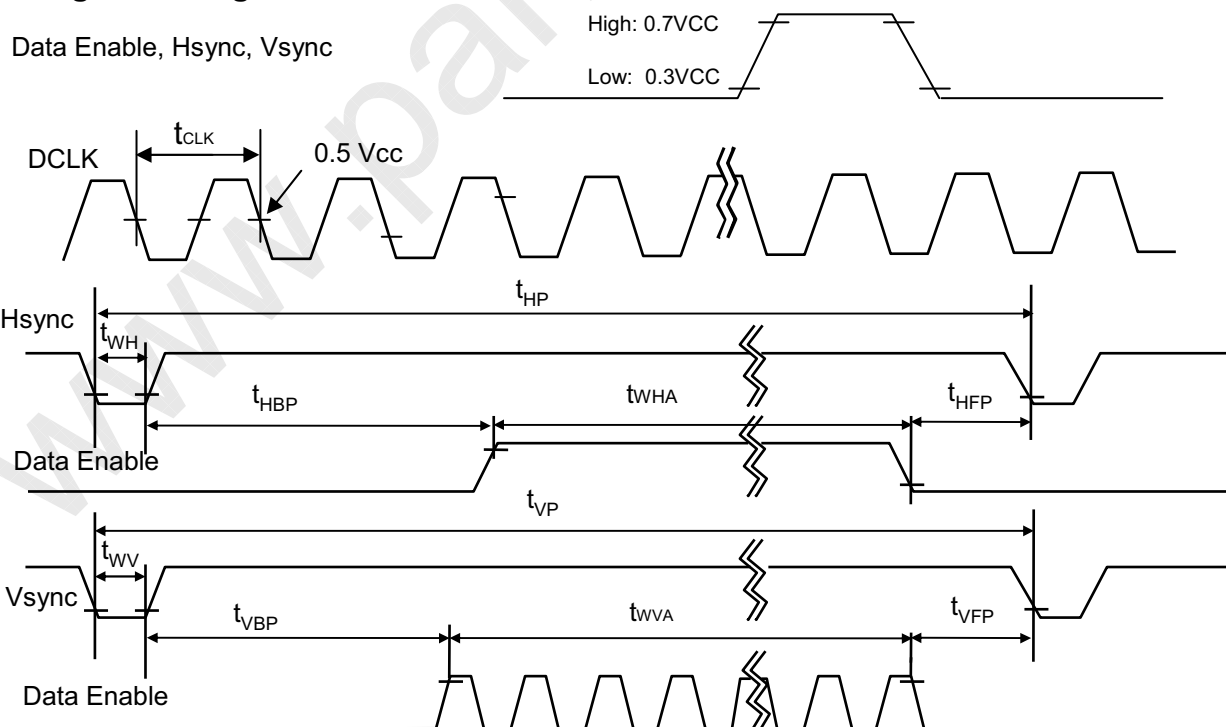 High: 0.7VCC
Data Enable, Hsync, Vsync
Low: 0.3VCC
tCLK
DCLK
0.5 Vcc
tHP
Hsync
tWH
tHBP
tWHA
tHFP
Data Enable
tVP
tWV
Vsync
tVBP
tWVA
tVFP
Data Enable